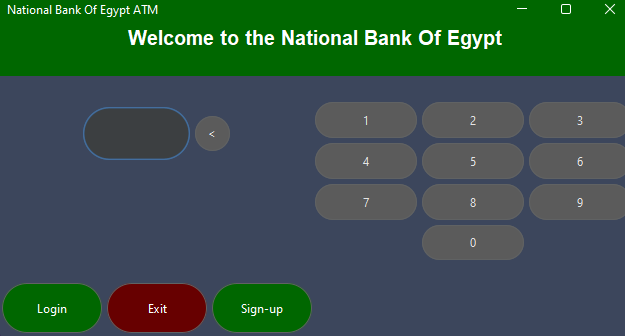 National Bank Of Egypt ATM
Welcome to the National Bank Of Egypt
<
1 2 3
4 5 6
7 8 9
0
Login Exit Sign-up